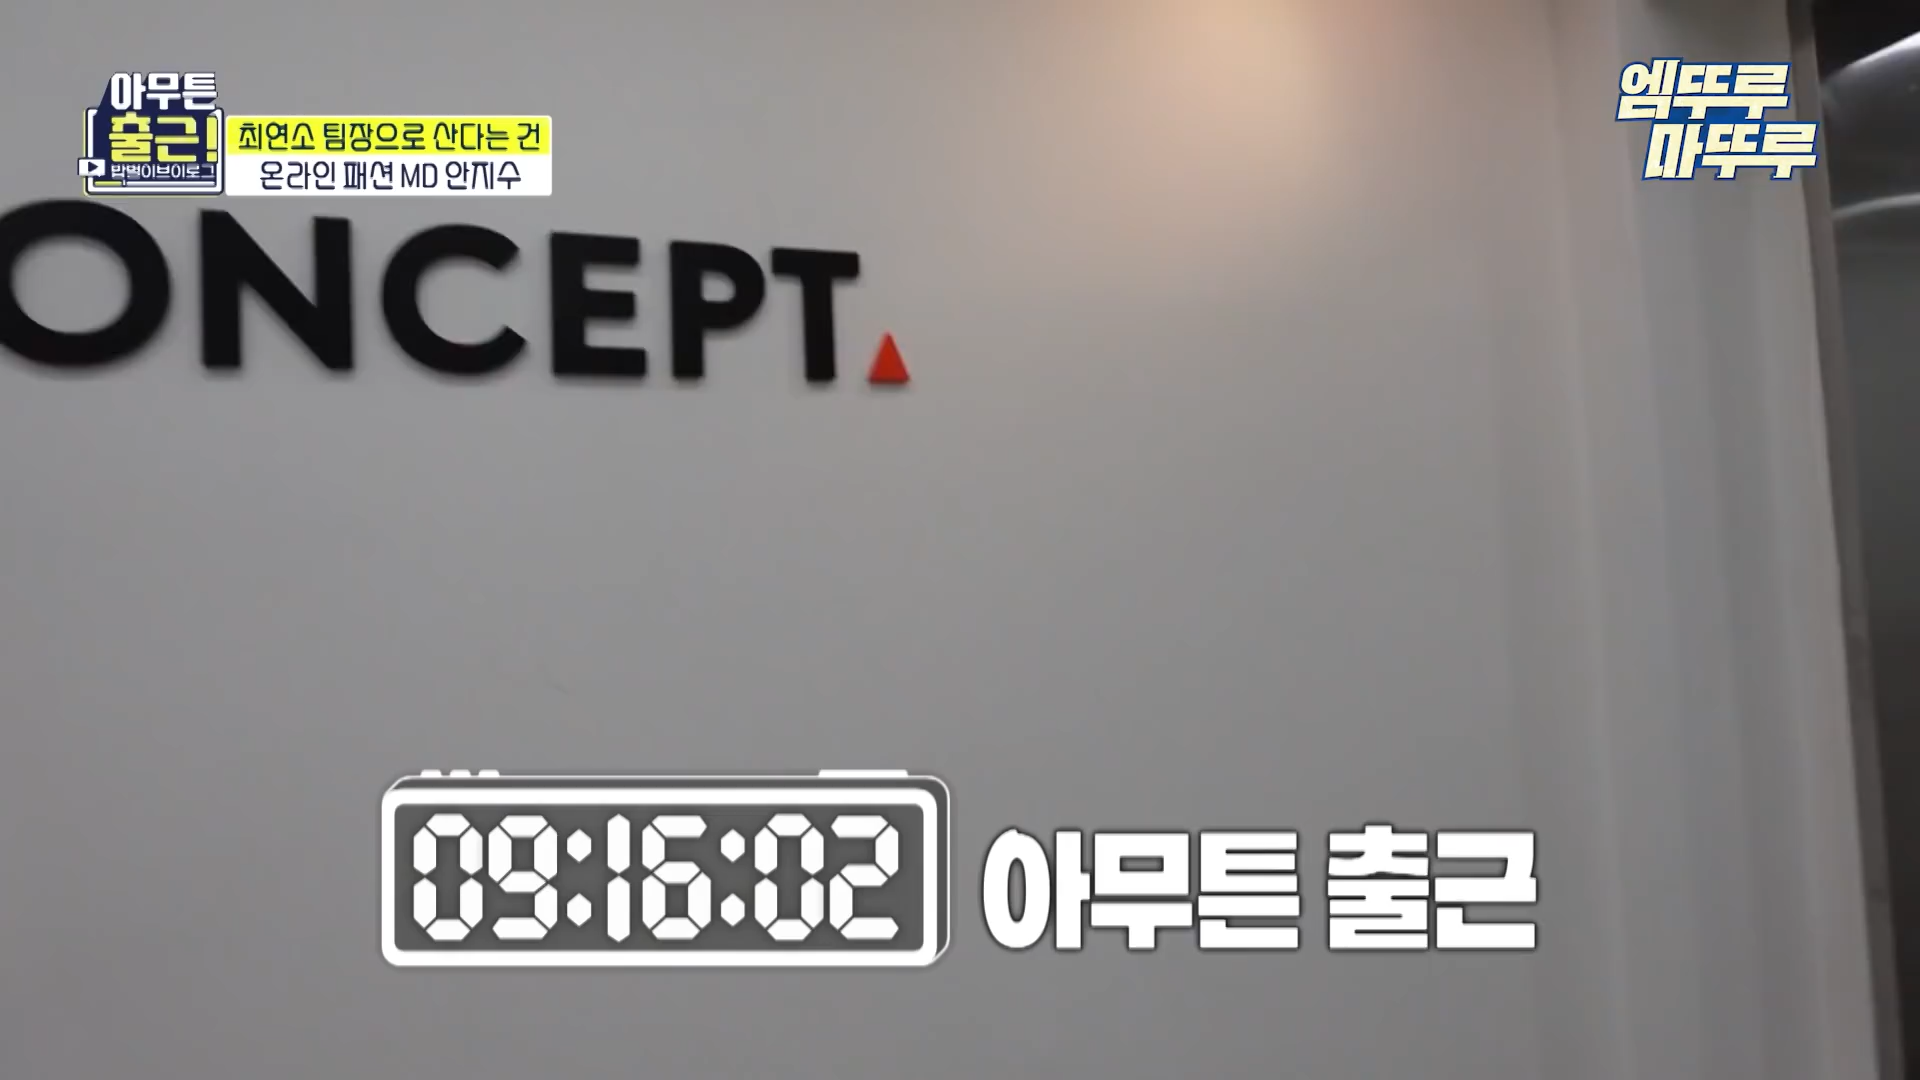 아무튼
출근!
밥벌이브이로그
최연소 팀장으로 산다는 건
온라인 패션 MD 안지수
엠뚜루
마뚜루
ONCEPT
09:16:02
아무튼 출근